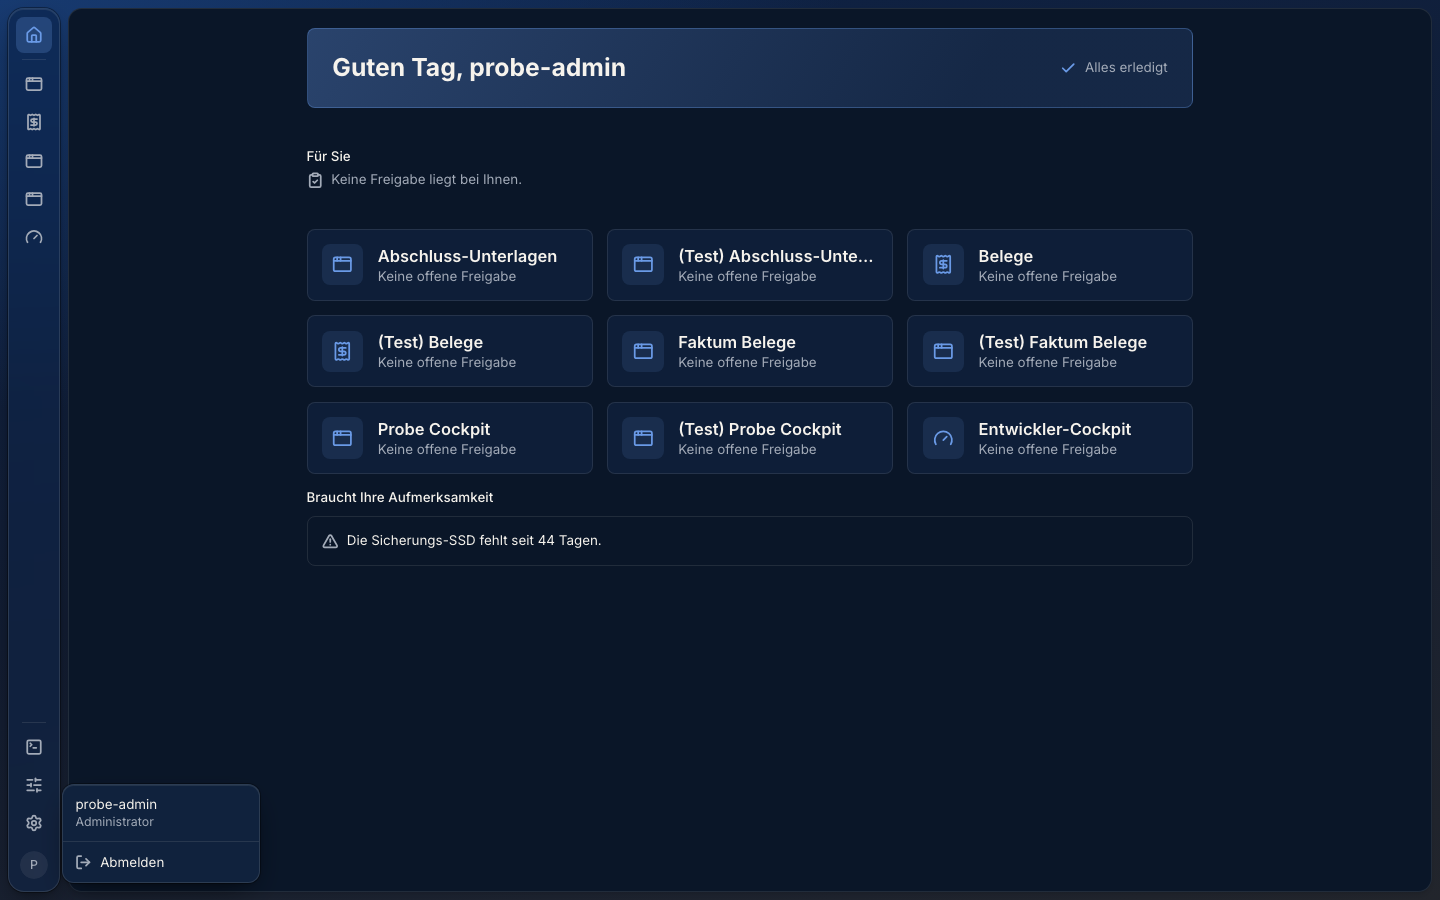 Guten Tag, probe-admin
Alles erledigt
Für Sie
Keine Freigabe liegt bei Ihnen.
Abschluss-Unterlagen
Keine offene Freigabe
(Test) Abschluss-Unte...
Keine offene Freigabe
Belege
Keine offene Freigabe
(Test) Belege
Keine offene Freigabe
Faktum Belege
Keine offene Freigabe
(Test) Faktum Belege
Keine offene Freigabe
Probe Cockpit
Keine offene Freigabe
(Test) Probe Cockpit
Keine offene Freigabe
Entwickler-Cockpit
Keine offene Freigabe
Braucht Ihre Aufmerksamkeit
Die Sicherungs-SSD fehlt seit 44 Tagen.
probe-admin
Administrator
Abmelden
P